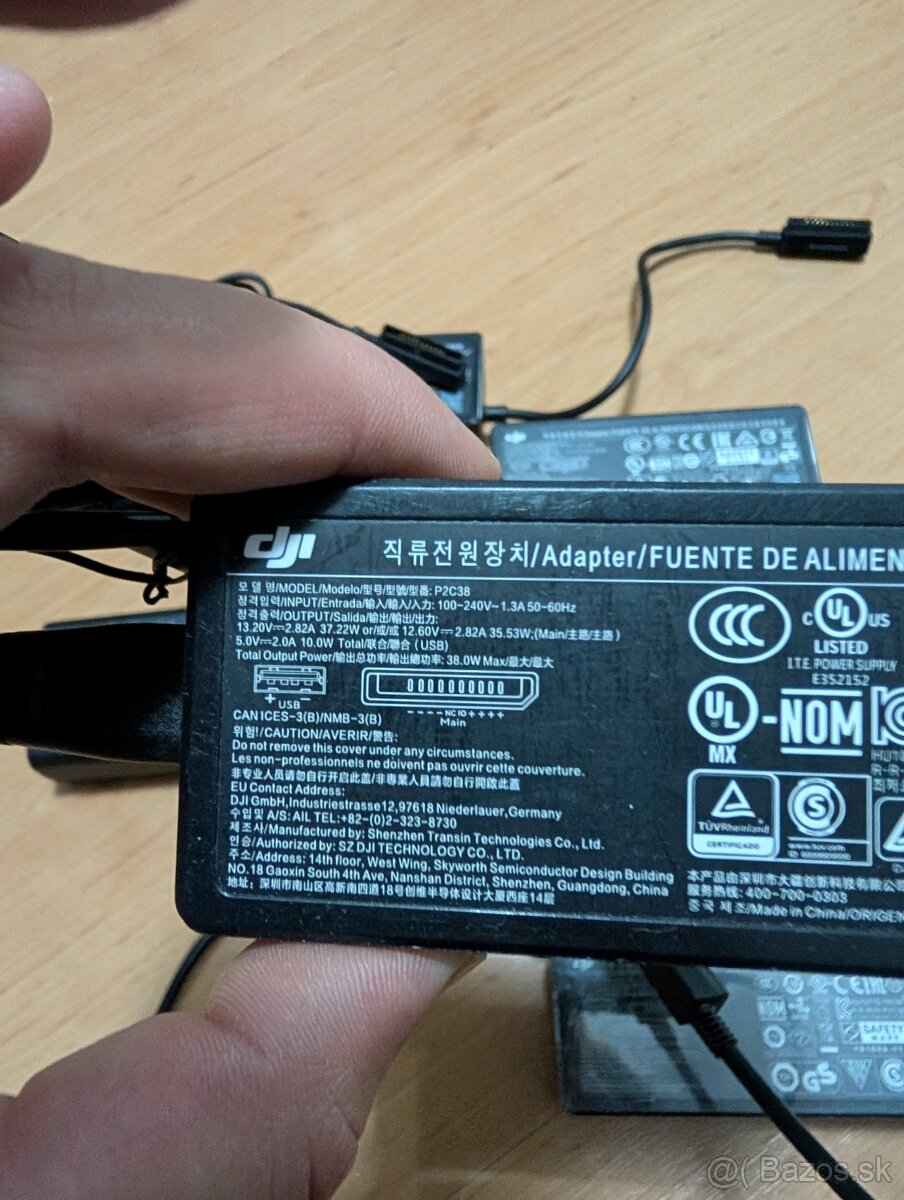 dji
직류전원장치/Adapter/FUENTE DE ALIMEN
모델명/MODEL/Modelo/型号/型號/型番: P2C38
정격입력/INPUT/Entrada/输入/輸入/入力: 100-240V~1.3A 50-60Hz
정격출력/OUTPUT/Salida/输出/輸出/出力:
13.20V⎓2.82A 37.22W or/或/或 12.60V⎓2.82A 35.53W;(Main/主路/主路)
5.0V⎓2.0A 10.0W Total/联合/聯合 (USB)
Total Output Power/输出总功率/輸出總功率: 38.0W Max/最大/最大
+ USB -
- - - - NC IO + + + +
Main
CAN ICES-3(B)/NMB-3(B)
위험!/CAUTION/AVERIR/警告:
Do not remove this cover under any circumstances.
Les non-professionnels ne doivent pas ouvrir cette couverture.
非专业人员请勿自行开启此盖/非專業人員請勿自行開啟此蓋
EU Contact Address:
DJI GmbH,Industriestrasse12,97618 Niederlauer,Germany
수입 및 A/S: AIL TEL:+82-(0)2-323-8730
제조사/Manufactured by: Shenzhen Transin Technologies Co., Ltd.
인승/Authorized by: SZ DJI TECHNOLOGY CO., LTD.
주소/Address: 14th floor, West Wing, Skyworth Semiconductor Design Building
NO.18 Gaoxin South 4th Ave, Nanshan District, Shenzhen, Guangdong, China
地址: 深圳市南山区高新南四道18号创维半导体设计大厦西座14层
CCC
c UL US
LISTED
I.T.E. POWER SUPPLY
E352152
UL
MX
-NOM
TÜVRheinland
CERTIFICADO
S
本产品由深圳市大疆创新科技有限公
服务热线: 400-700-0303
중국 제조/Made in China/ORIGEN
dji
CE
GS
SAFETY
@( Bazos.sk